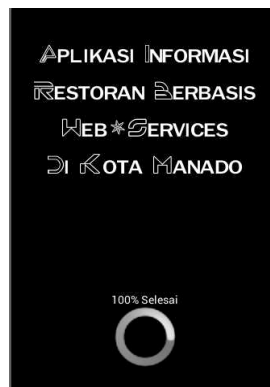 Aplikasi Informasi
Restoran Berbasis
Web*Services
Di Kota Manado
100% Selesai